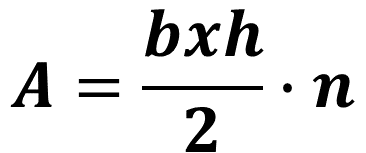 A = bxh/2 · n